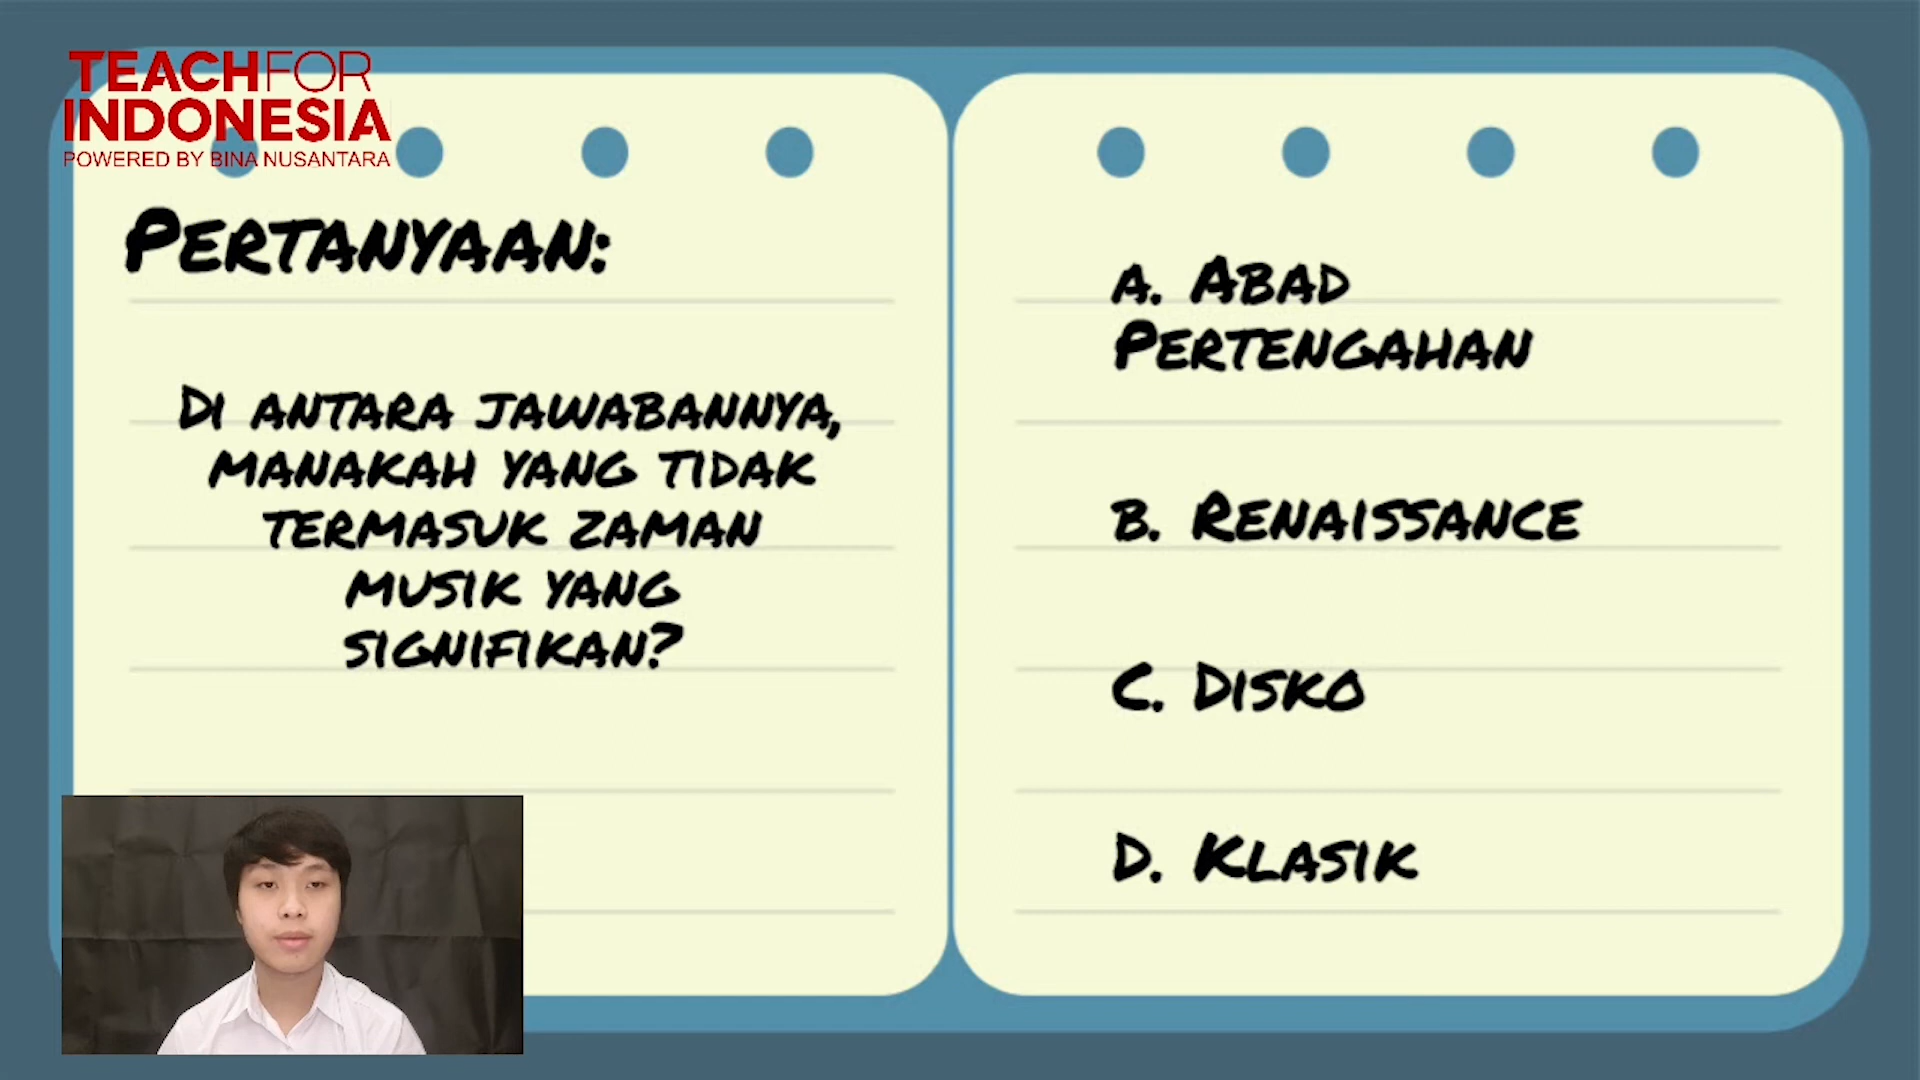 TEACHFOR
INDONESIA
POWERED BY BINA NUSANTARA
PERTANYAAN:
DI ANTARA JAWABANNYA,
MANAKAH YANG TIDAK
TERMASUK ZAMAN
MUSIK YANG
SIGNIFIKAN?
A. ABAD
PERTENGAHAN
B. RENAISSANCE
C. DISKO
D. KLASIK